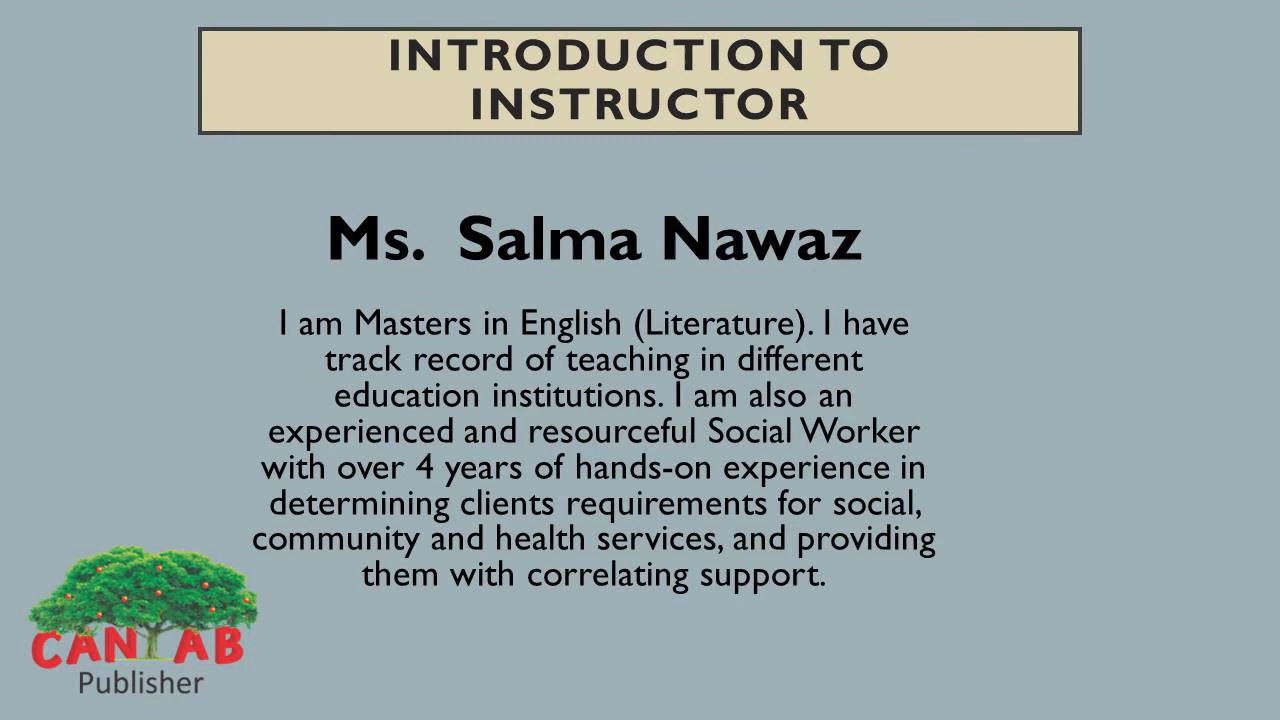 INTRODUCTION TO
INSTRUCTOR
Ms. Salma Nawaz
I am Masters in English (Literature). I have
track record of teaching in different
education institutions. I am also an
experienced and resourceful Social Worker
with over 4 years of hands-on experience in
determining clients requirements for social,
community and health services, and providing
them with correlating support.
CANTAB
Publisher